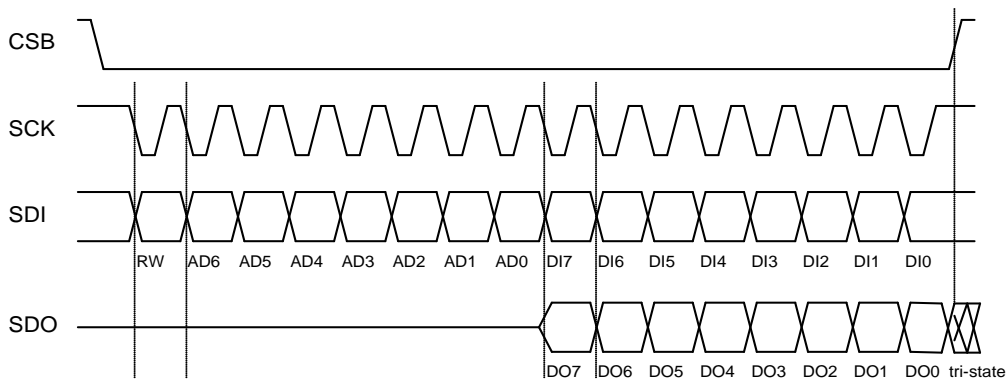 CSB
SCK
SDI
RW AD6 AD5 AD4 AD3 AD2 AD1 AD0 DI7 DI6 DI5 DI4 DI3 DI2 DI1 DI0
SDO
DO7 DO6 DO5 DO4 DO3 DO2 DO1 DO0 tri-state